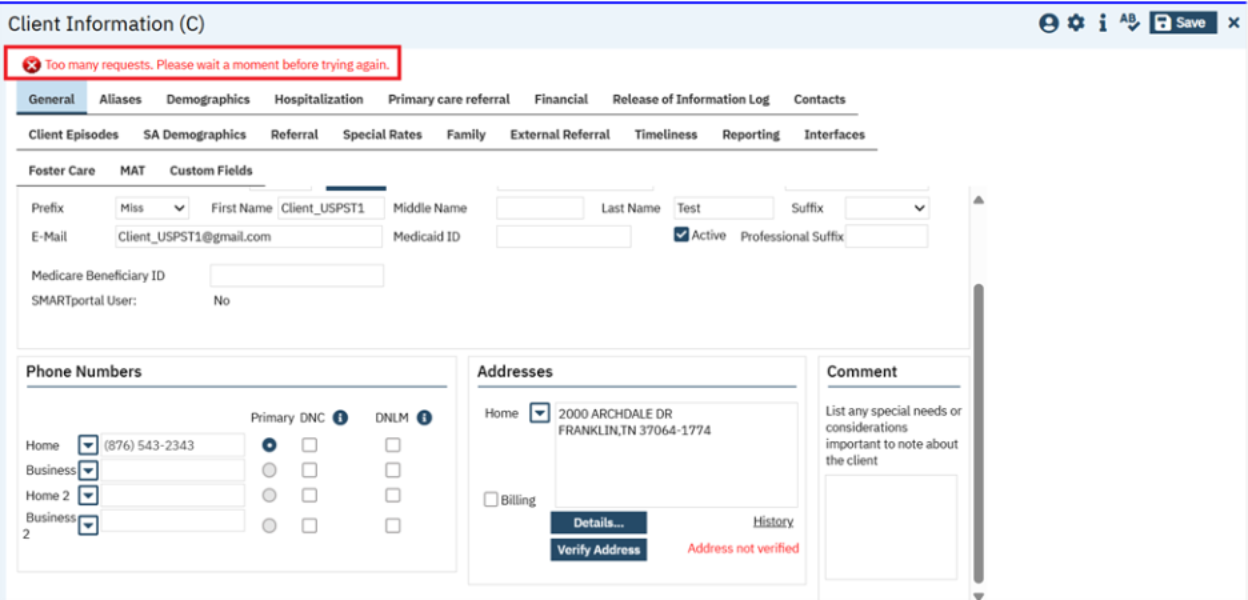 Client Information (C)
AB
Save
Too many requests. Please wait a moment before trying again.
General Aliases Demographics Hospitalization Primary care referral Financial Release of Information Log Contacts
Client Episodes SA Demographics Referral Special Rates Family External Referral Timeliness Reporting Interfaces
Foster Care MAT Custom Fields
Prefix Miss First Name Client_USPST1 Middle Name Last Name Test Suffix
E-Mail Client_USPST1@gmail.com Medicaid ID Active Professional Suffix
Medicare Beneficiary ID
SMARTportal User: No
Phone Numbers
Primary DNC DNLM
Home (876) 543-2343
Business
Home 2
Business
2
Addresses
Home 2000 ARCHDALE DR
FRANKLIN,TN 37064-1774
Billing
Details... History
Verify Address Address not verified
Comment
List any special needs or
considerations
important to note about
the client